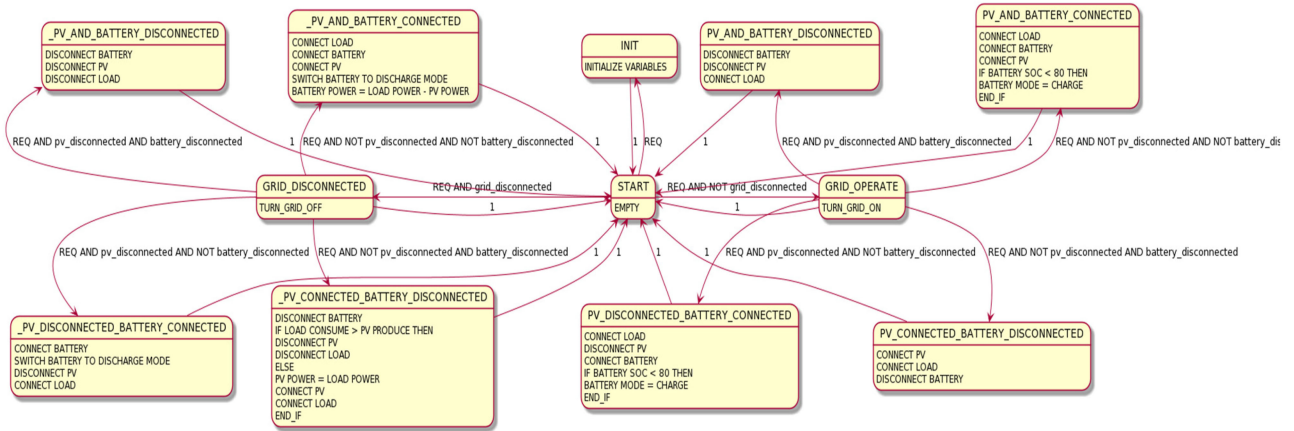 _PV_AND_BATTERY_DISCONNECTED
DISCONNECT BATTERY
DISCONNECT PV
DISCONNECT LOAD
_PV_AND_BATTERY_CONNECTED
CONNECT LOAD
CONNECT BATTERY
CONNECT PV
SWITCH BATTERY TO DISCHARGE MODE
BATTERY POWER = LOAD POWER - PV POWER
INIT
INITIALIZE VARIABLES
PV_AND_BATTERY_DISCONNECTED
DISCONNECT BATTERY
DISCONNECT PV
CONNECT LOAD
PV_AND_BATTERY_CONNECTED
CONNECT LOAD
CONNECT BATTERY
CONNECT PV
IF BATTERY SOC < 80 THEN
BATTERY MODE = CHARGE
END_IF
REQ AND pv_disconnected AND battery_disconnected
1
REQ AND NOT pv_disconnected AND NOT battery_disconnected
1
1
REQ
1
REQ AND pv_disconnected AND battery_disconnected
1
REQ AND NOT pv_disconnected AND NOT battery_dis
GRID_DISCONNECTED
TURN_GRID_OFF
REQ AND grid_disconnected
1
START
EMPTY
REQ AND NOT grid_disconnected
1
GRID_OPERATE
TURN_GRID_ON
REQ AND pv_disconnected AND NOT battery_disconnected
REQ AND NOT pv_disconnected AND battery_disconnected
1
1
1
1
REQ AND pv_disconnected AND NOT battery_disconnected
REQ AND NOT pv_disconnected AND battery_disconnected
_PV_DISCONNECTED_BATTERY_CONNECTED
CONNECT BATTERY
SWITCH BATTERY TO DISCHARGE MODE
DISCONNECT PV
CONNECT LOAD
_PV_CONNECTED_BATTERY_DISCONNECTED
DISCONNECT BATTERY
IF LOAD CONSUME > PV PRODUCE THEN
DISCONNECT PV
DISCONNECT LOAD
ELSE
PV POWER = LOAD POWER
CONNECT PV
CONNECT LOAD
END_IF
PV_DISCONNECTED_BATTERY_CONNECTED
CONNECT LOAD
DISCONNECT PV
CONNECT BATTERY
IF BATTERY SOC < 80 THEN
BATTERY MODE = CHARGE
END_IF
PV_CONNECTED_BATTERY_DISCONNECTED
CONNECT PV
CONNECT LOAD
DISCONNECT BATTERY